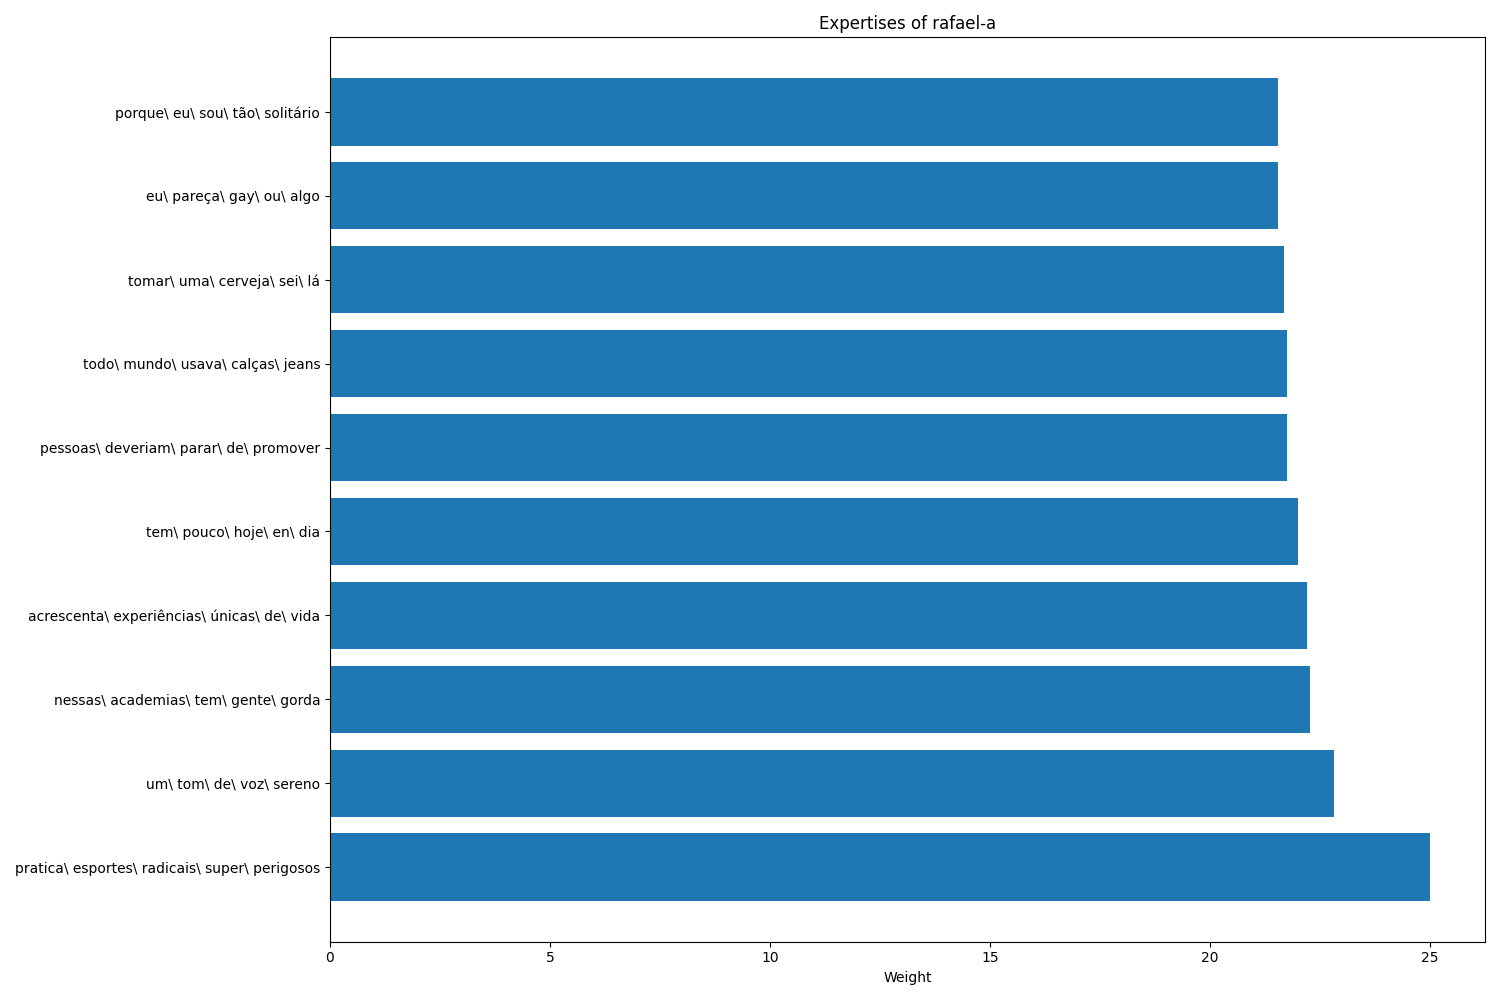 Expertises of rafael-a
porque\ eu\ sou\ tão\ solitário
eu\ pareça\ gay\ ou\ algo
tomar\ uma\ cerveja\ sei\ lá
todo\ mundo\ usava\ calças\ jeans
pessoas\ deveriam\ parar\ de\ promover
tem\ pouco\ hoje\ en\ dia
acrescenta\ experiências\ únicas\ de\ vida
nessas\ academias\ tem\ gente\ gorda
um\ tom\ de\ voz\ sereno
pratica\ esportes\ radicais\ super\ perigosos
0 5 10 15 20 25
Weight